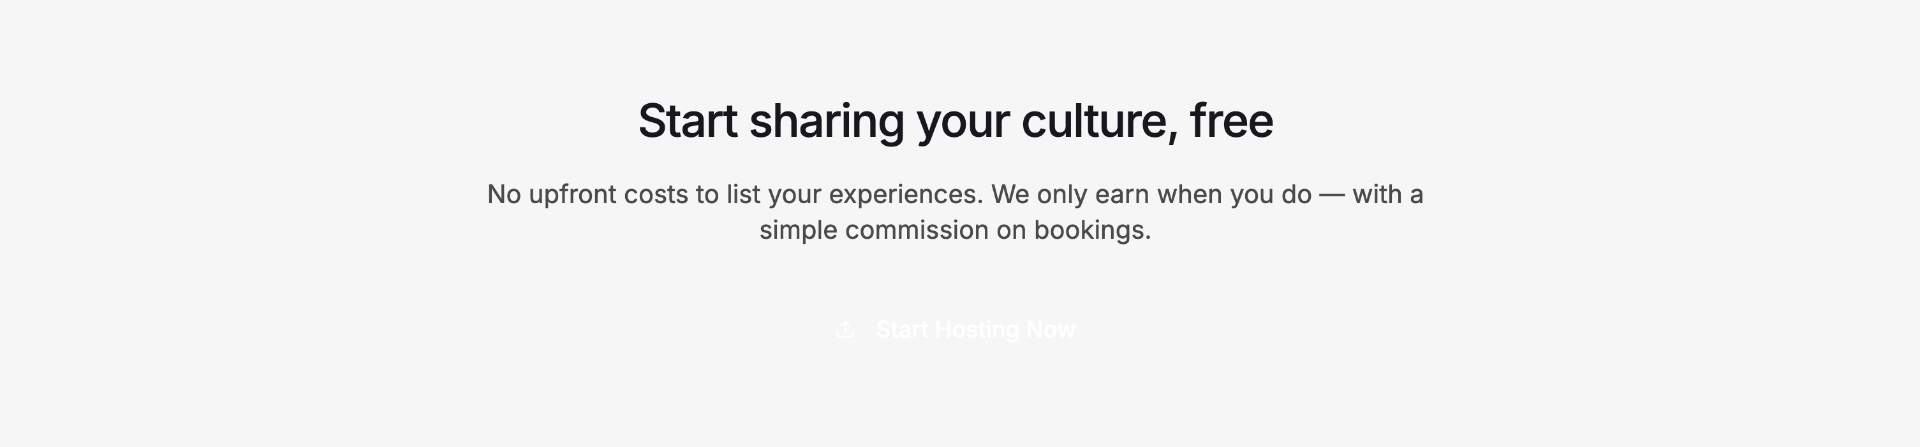 Start sharing your culture, free
No upfront costs to list your experiences. We only earn when you do — with a
simple commission on bookings.
Start Hosting Now